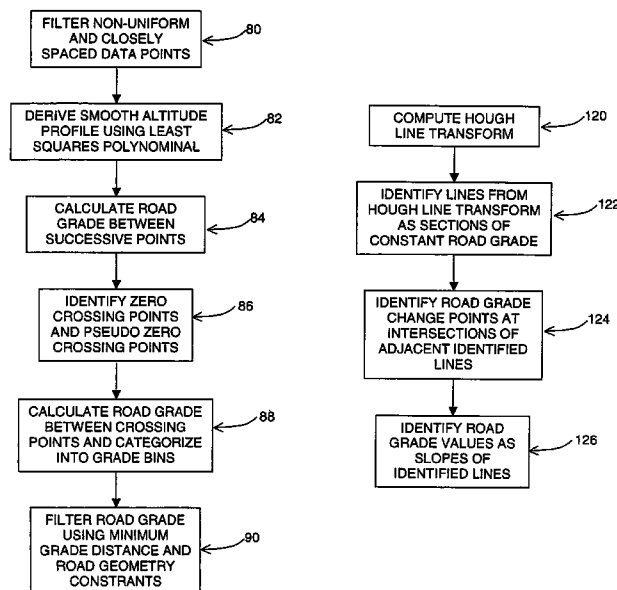 FILTER NON-UNIFORM
AND CLOSELY
SPACED DATA POINTS
80
DERIVE SMOOTH ALTITUDE
PROFILE USING LEAST
SQUARES POLYNOMINAL
82
CALCULATE ROAD
GRADE BETWEEN
SUCCESSIVE POINTS
84
IDENTIFY ZERO
CROSSING POINTS
AND PSEUDO ZERO
CROSSING POINTS
86
CALCULATE ROAD GRADE
BETWEEN CROSSING
POINTS AND CATEGORIZE
INTO GRADE BINS
88
FILTER ROAD GRADE
USING MINIMUM
GRADE DISTANCE AND
ROAD GEOMETRY
CONSTRANTS
90
COMPUTE HOUGH
LINE TRANSFORM
120
IDENTIFY LINES FROM
HOUGH LINE TRANSFORM
AS SECTIONS OF
CONSTANT ROAD GRADE
122
IDENTIFY ROAD GRADE
CHANGE POINTS AT
INTERSECTIONS OF
ADJACENT IDENTIFIED
LINES
124
IDENTIFY ROAD
GRADE VALUES AS
SLOPES OF
IDENTIFIED LINES
126